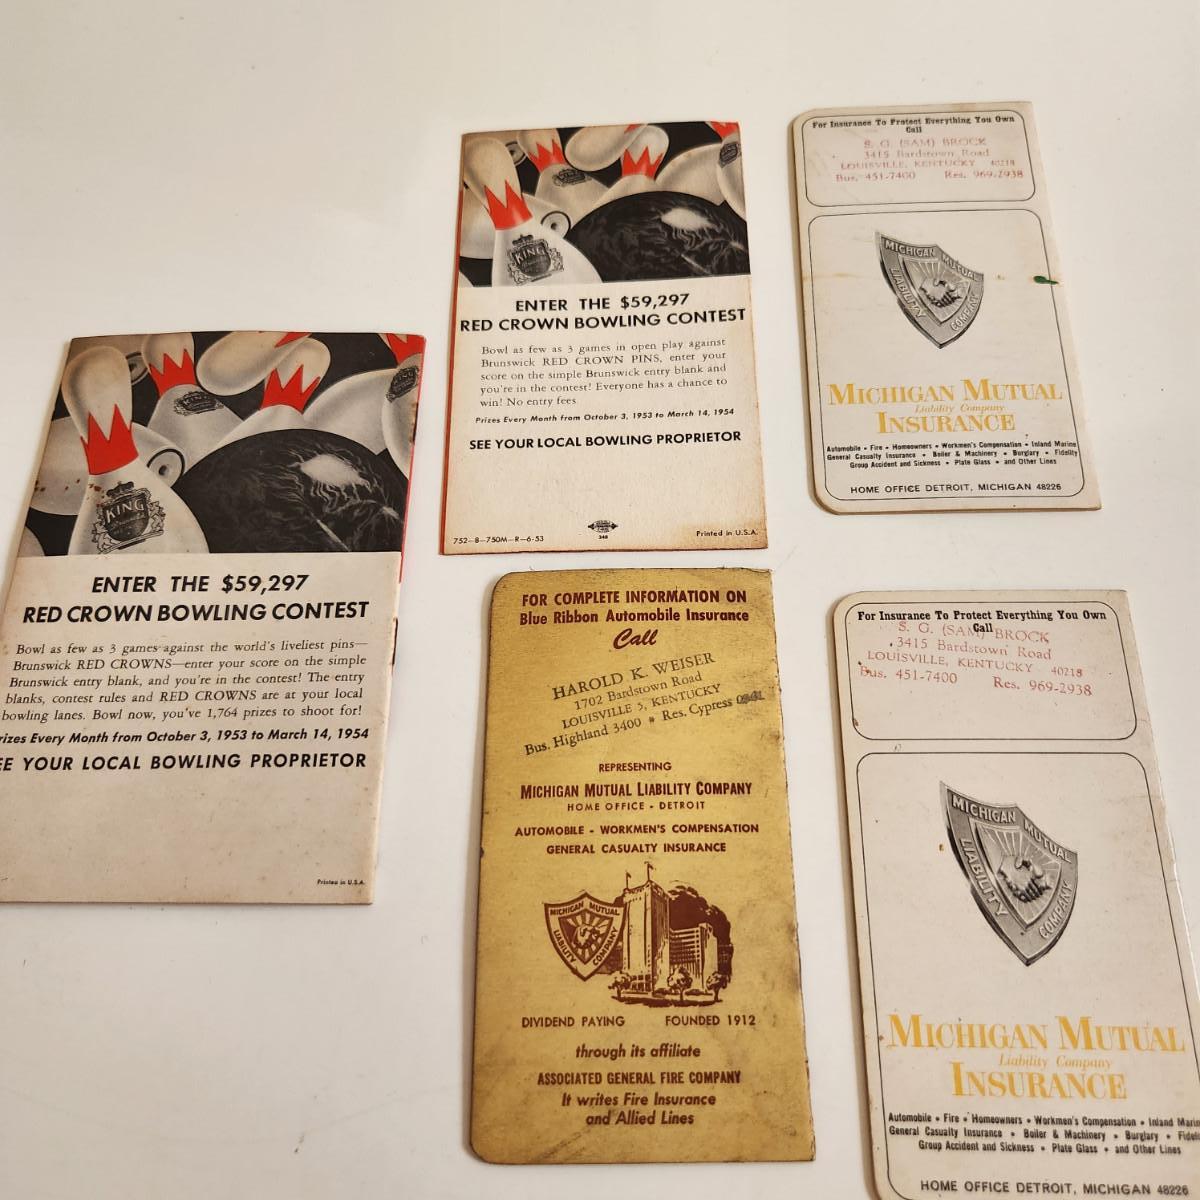 KING
ENTER THE $59,297
RED CROWN BOWLING CONTEST
Bowl as few as 3 games against the world's liveliest pins—
Brunswick RED CROWNS—enter your score on the simple
Brunswick entry blank, and you're in the contest! The entry
blanks, contest rules and RED CROWNS are at your local
bowling lanes. Bowl now, you've 1,764 prizes to shoot for!
rizes Every Month from October 3, 1953 to March 14, 1954
EE YOUR LOCAL BOWLING PROPRIETOR
Printed in U.S.A.
KING
ENTER THE $59,297
RED CROWN BOWLING CONTEST
Bowl as few as 3 games in open play against
Brunswick RED CROWN PINS, enter your
score on the simple Brunswick entry blank and
you're in the contest! Everyone has a chance to
win! No entry fees
Prizes Every Month from October 3, 1953 to March 14, 1954
SEE YOUR LOCAL BOWLING PROPRIETOR
752—8—750M—R—6-53
348
Printed in U.S.A.
For Insurance To Protect Everything You Own
Call
S. G. (SAM) BROCK
3415 Bardstown Road
LOUISVILLE, KENTUCKY 40218
Bus. 451-7400 Res. 969-2938
MICHIGAN MUTUAL
LIABILITY
COMPANY
MICHIGAN MUTUAL
Liability Company
INSURANCE
Automobile • Fire • Homeowners • Workmen's Compensation • Inland Marine
General Casualty Insurance • Boiler & Machinery • Burglary • Fidelity
Group Accident and Sickness • Plate Glass • and Other Lines
HOME OFFICE DETROIT, MICHIGAN 48226
FOR COMPLETE INFORMATION ON
Blue Ribbon Automobile Insurance
Call
HAROLD K. WEISER
1702 Bardstown Road
LOUISVILLE 5, KENTUCKY
Bus. Highland 3400 * Res. Cypress
REPRESENTING
MICHIGAN MUTUAL LIABILITY COMPANY
HOME OFFICE - DETROIT
AUTOMOBILE - WORKMEN'S COMPENSATION
GENERAL CASUALTY INSURANCE
MICHIGAN MUTUAL
LIABILITY
COMPANY
DIVIDEND PAYING FOUNDED 1912
through its affiliate
ASSOCIATED GENERAL FIRE COMPANY
It writes Fire Insurance
and Allied Lines
For Insurance To Protect Everything You Own
Call
S. G. (SAM) BROCK
3415 Bardstown Road
LOUISVILLE, KENTUCKY 40218
Bus. 451-7400 Res. 969-2938
MICHIGAN MUTUAL
LIABILITY
COMPANY
MICHIGAN MUTUAL
Liability Company
INSURANCE
Automobile • Fire • Homeowners • Workmen's Compensation • Inland Marin
General Casualty Insurance • Boiler & Machinery • Burglary • Fideli
Group Accident and Sickness • Plate Glass • and Other Lines
HOME OFFICE DETROIT, MICHIGAN 48226